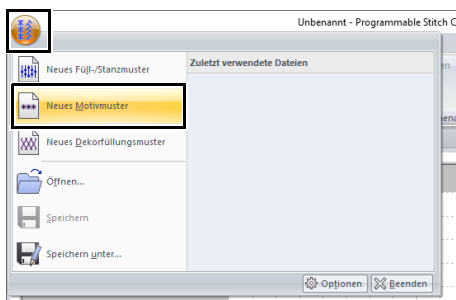 Unbenannt - Programmable Stitch C
Zuletzt verwendete Dateien
Neues Füll-/Stanzmuster
Neues Motivmuster
Neues Dekorfüllungsmuster
Öffnen...
Speichern
Speichern unter...
Optionen
Beenden